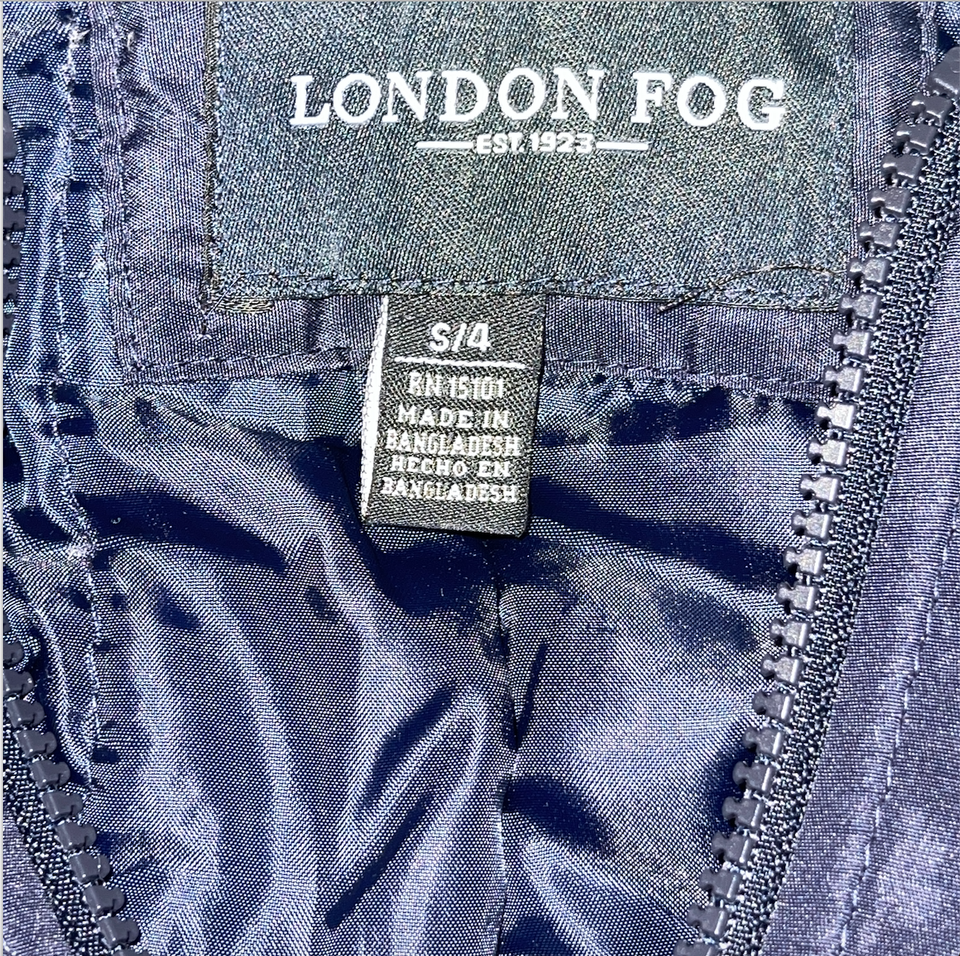 LONDON FOG
EST. 1923
S/4
RN 15101
MADE IN
BANGLADESH
HECHO EN
BANGLADESH